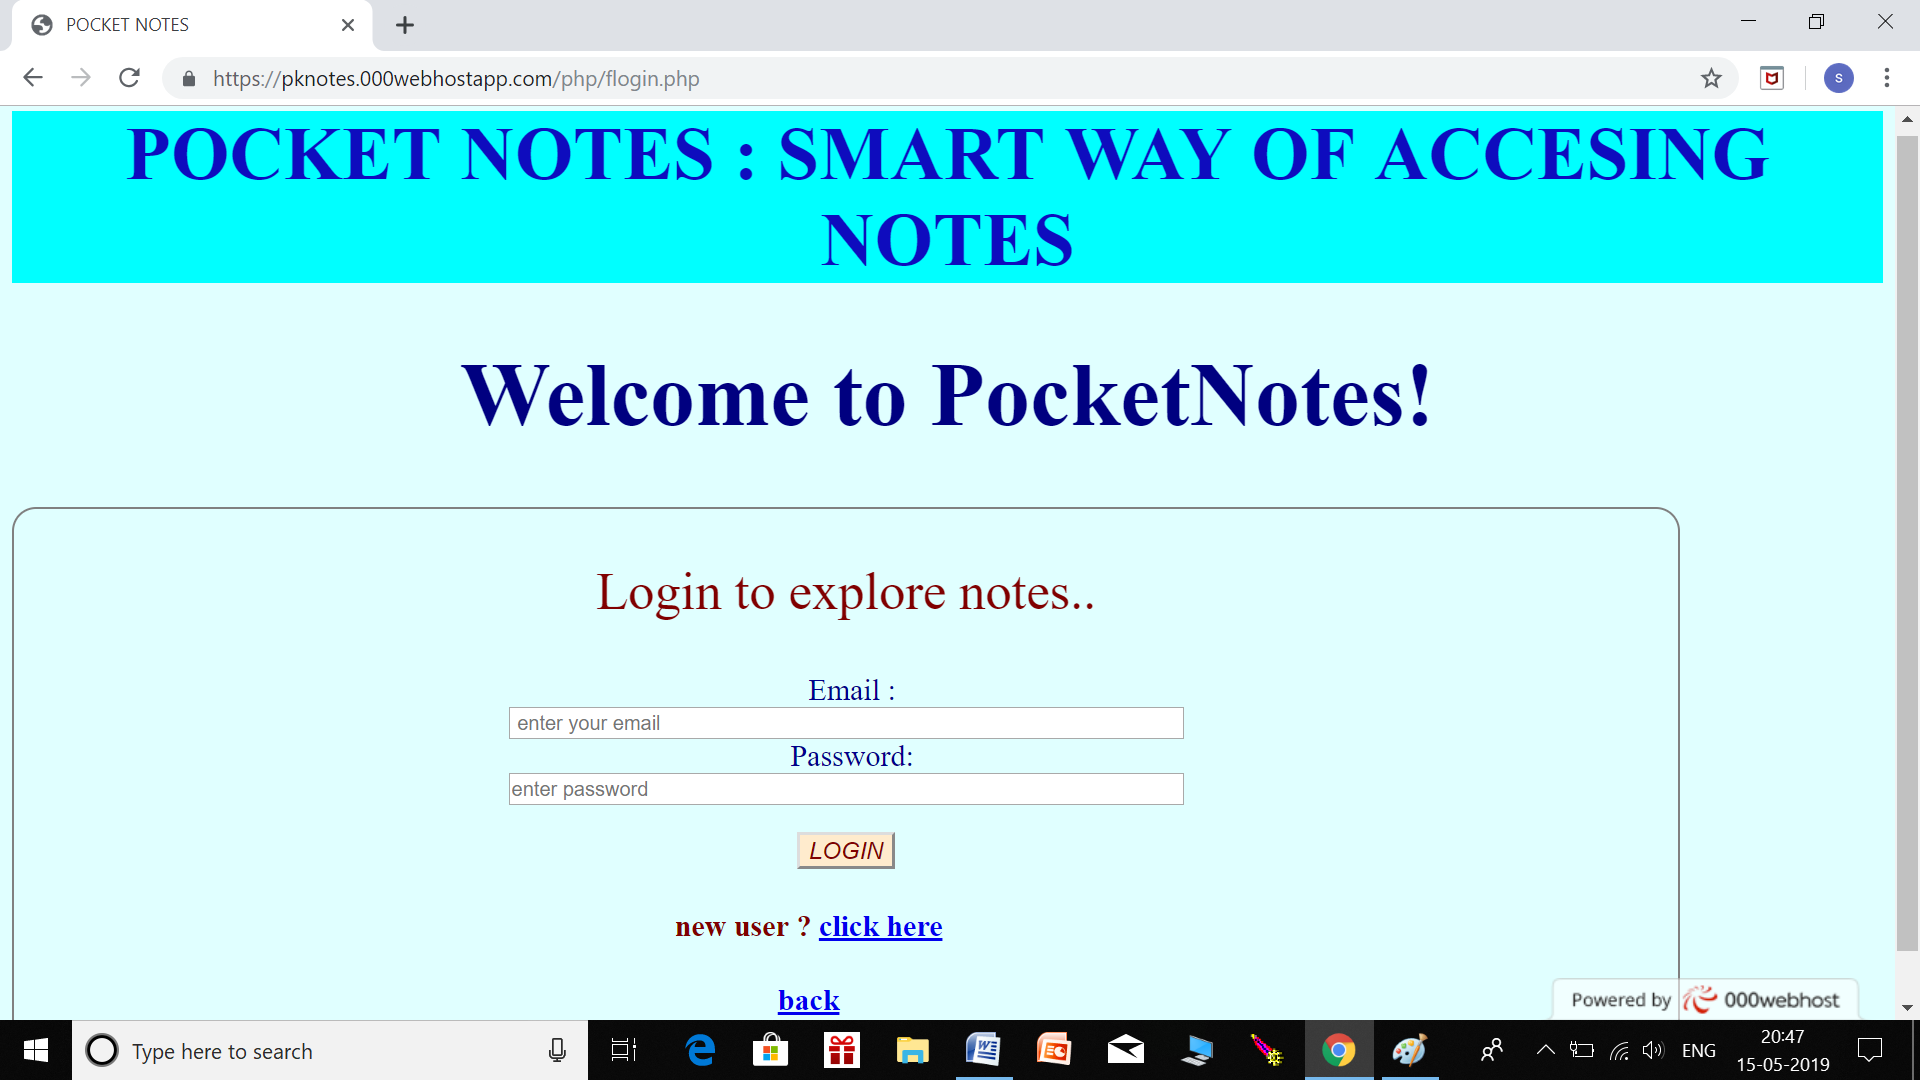 POCKET NOTES
https://pknotes.000webhostapp.com/php/flogin.php
S
POCKET NOTES : SMART WAY OF ACCESING
NOTES
Welcome to PocketNotes!
Login to explore notes..
Email :
enter your email
Password:
enter password
LOGIN
new user ? click here
back
Powered by 000webhost
Type here to search
ENG
20:47
15-05-2019